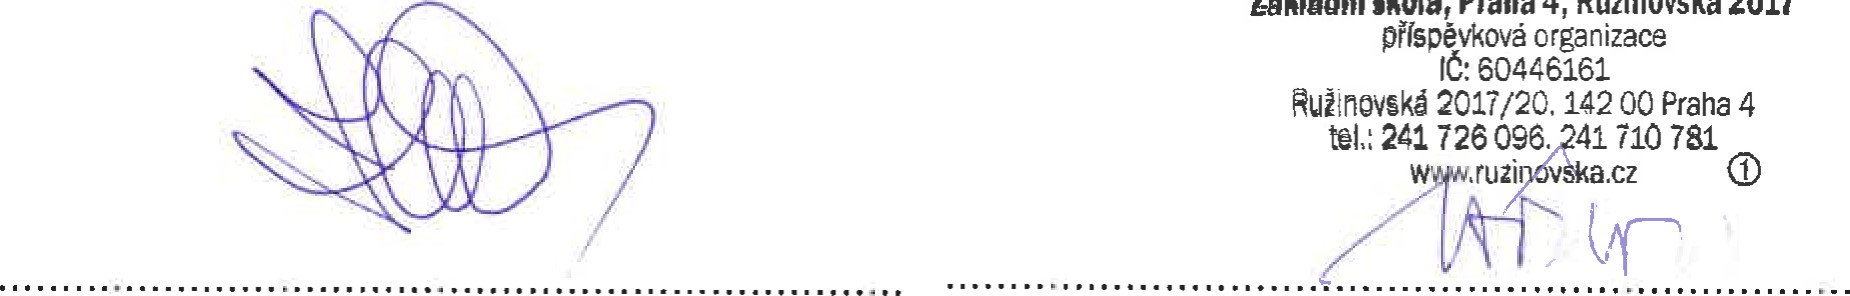 Základní škola, Praha 4, Ružinovská 2017
příspěvková organizace
IČ: 60446161
Ružinovská 2017/20, 142 00 Praha 4
tel.: 241 726 096, 241 710 781
www.ruzinovska.cz
1